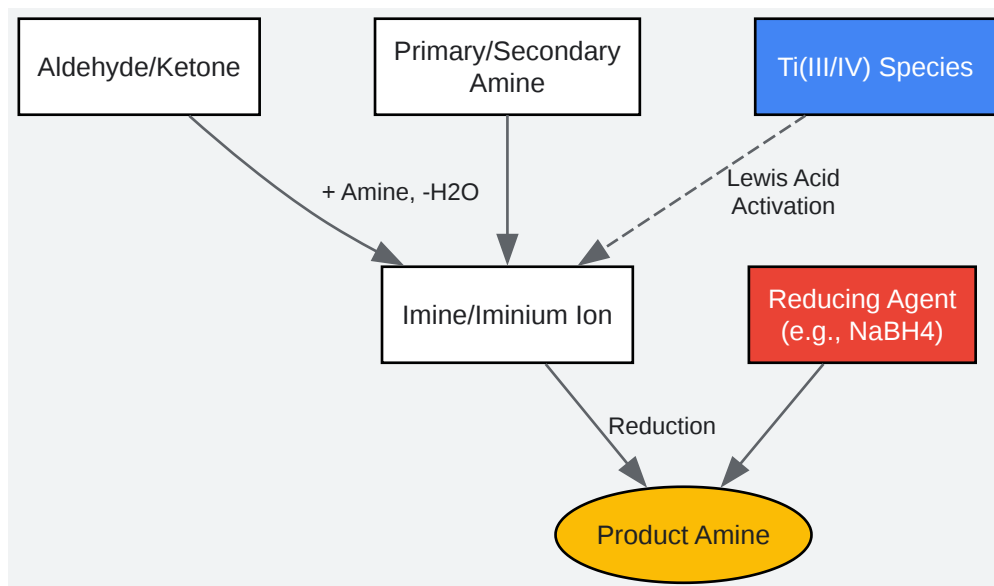 Aldehyde/Ketone
Primary/Secondary
Amine
Ti(III/IV) Species
+ Amine, -H2O
Lewis Acid
Activation
Imine/Iminium Ion
Reducing Agent
(e.g., NaBH4)
Reduction
Product Amine